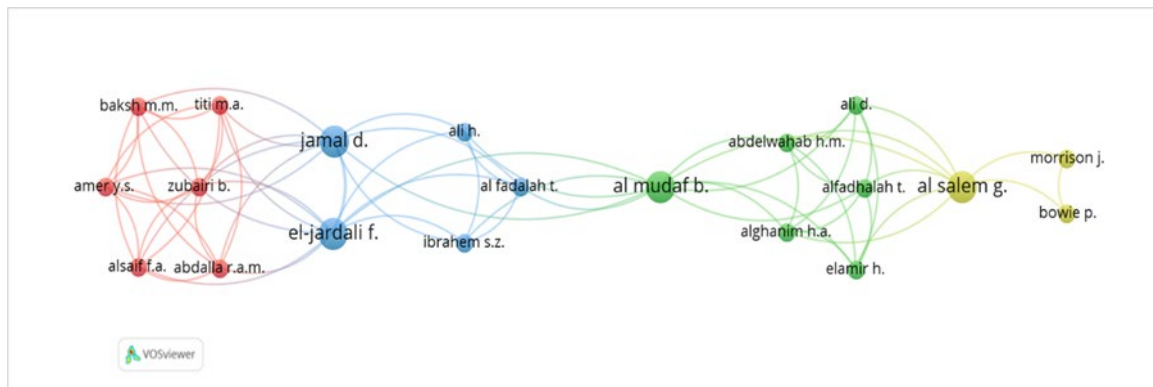 baksh m.m.
titi m.a.
amer y.s.
zubairi b.
alsaif f.a.
abdalla r.a.m.
jamal d.
el-jardali f.
ali h.
al fadalah t.
ibrahem s.z.
al mudaf b.
abdelwahab h.m.
ali d.
alfadhalah t.
alghanim h.a.
elamir h.
al salem g.
morrison j.
bowie p.
VOSviewer